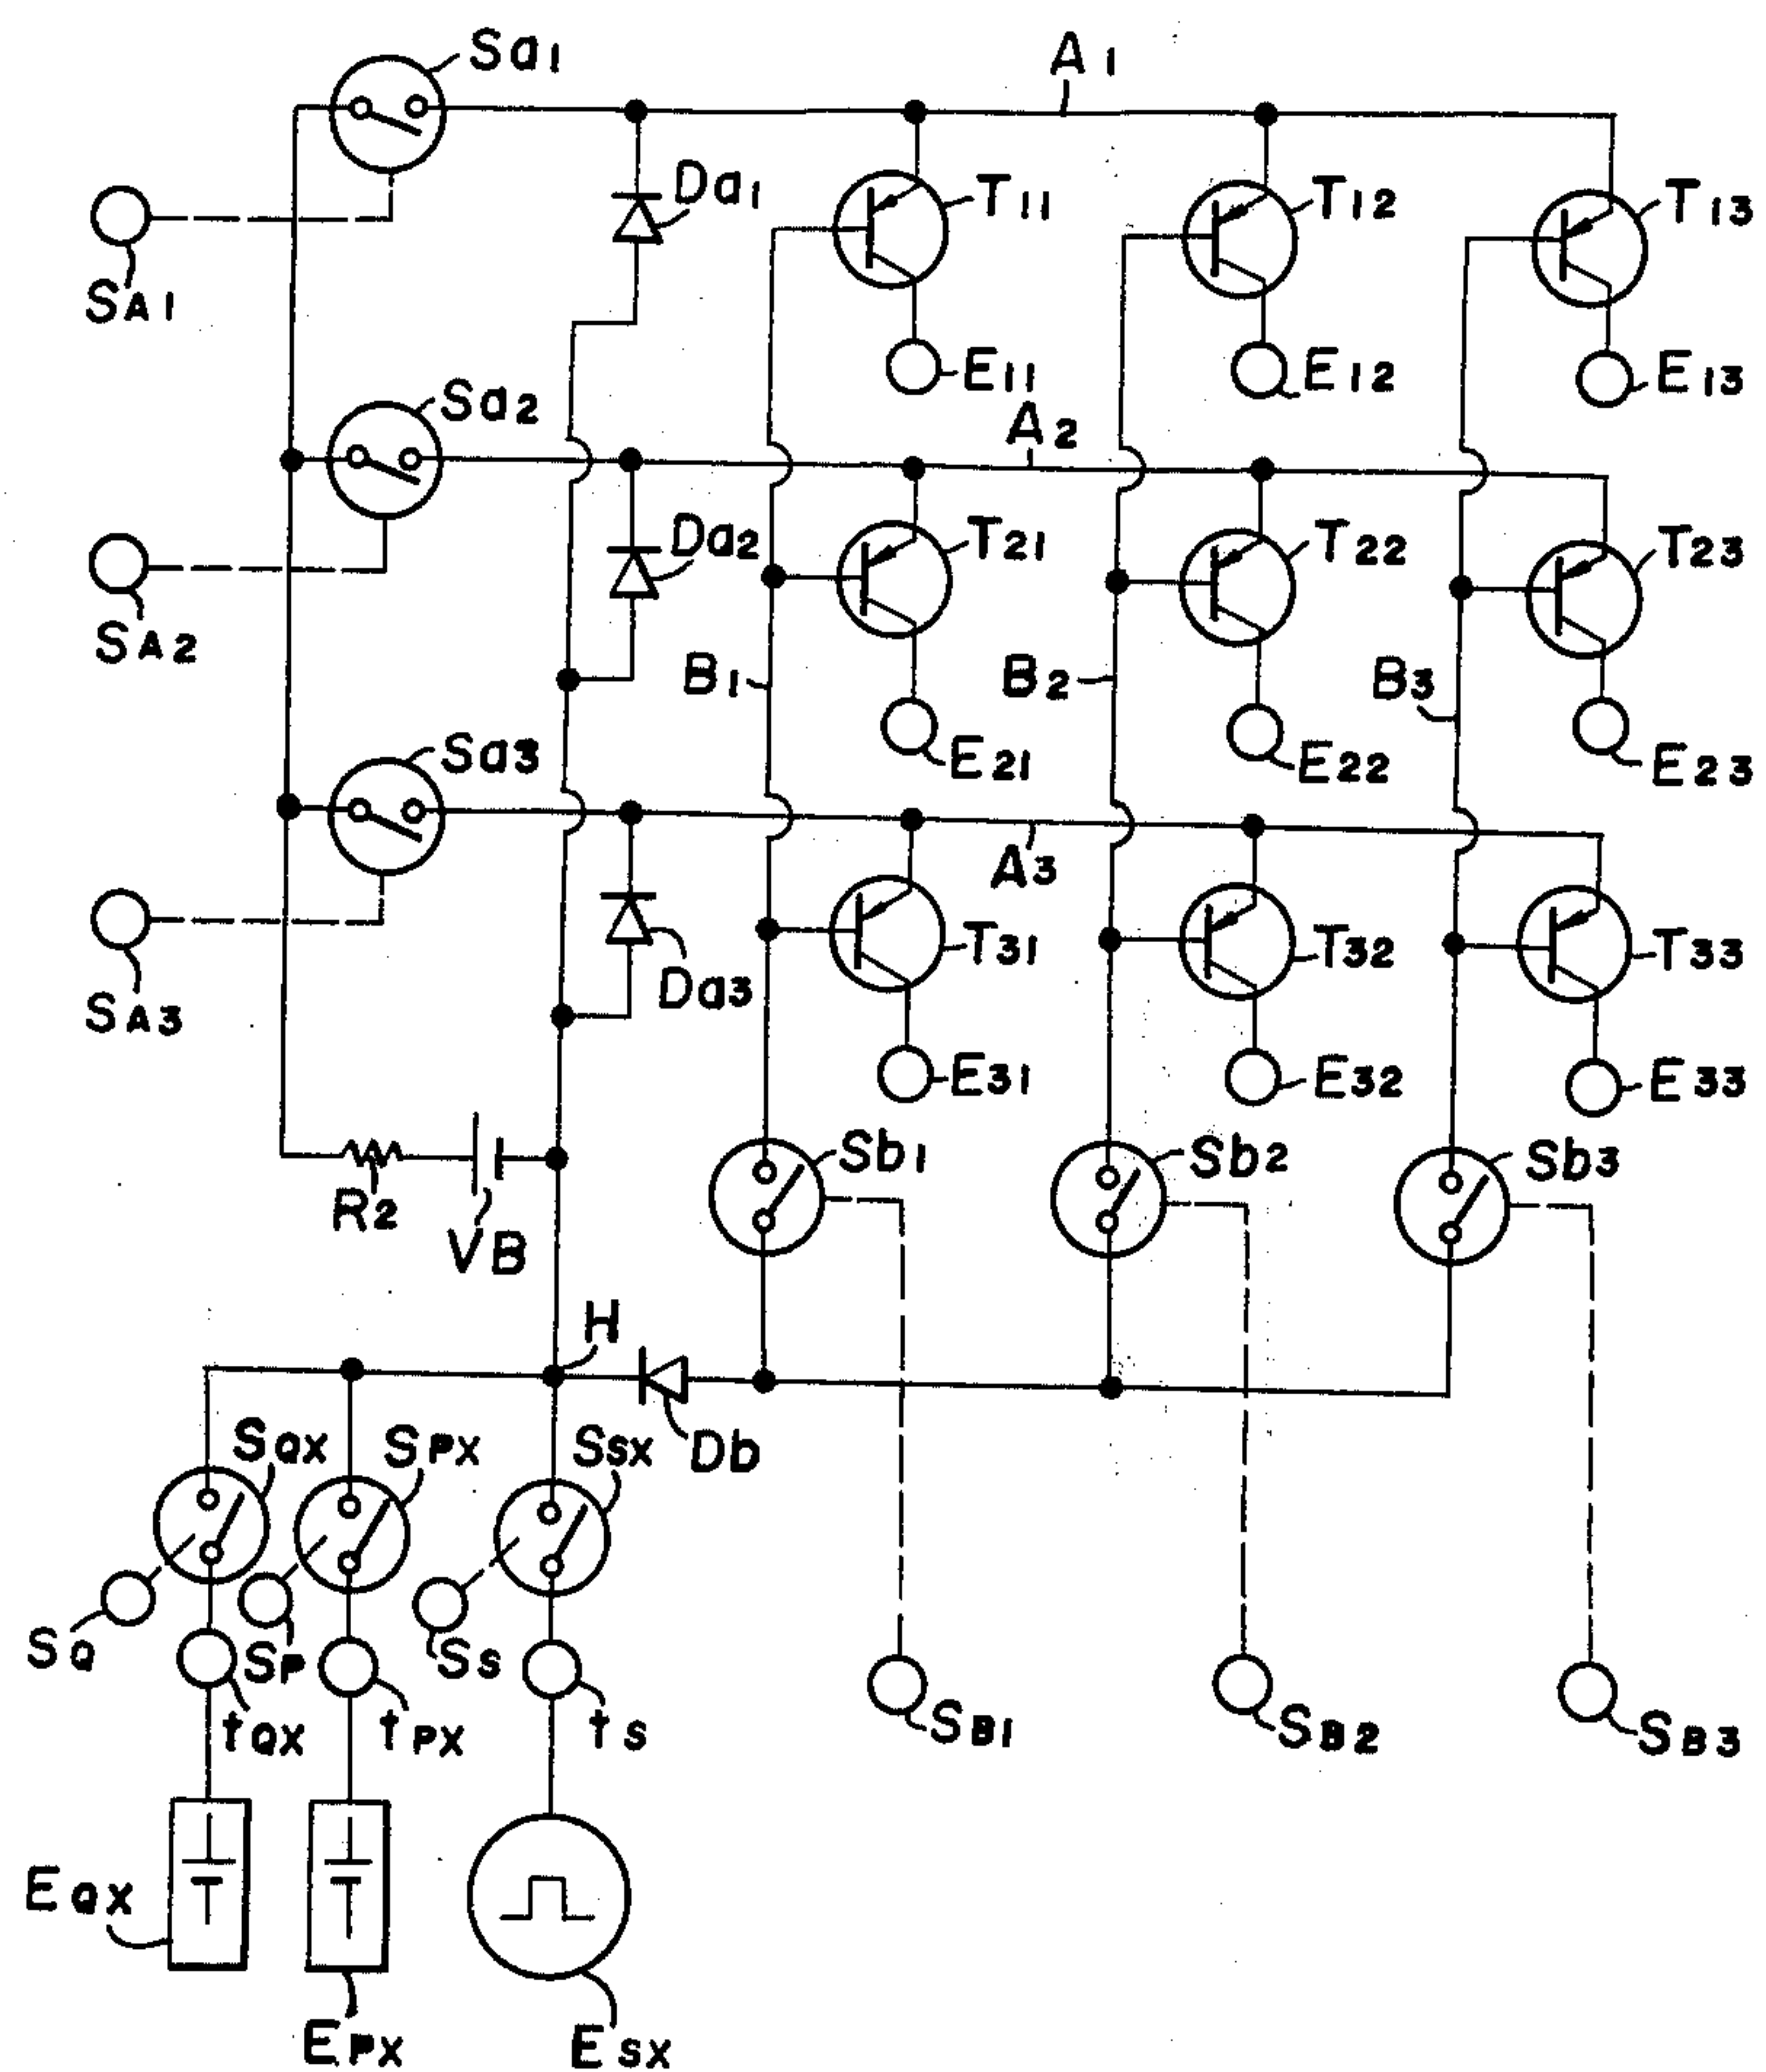 Sa1
A1
Da1
T11
T12
T13
SA1
E11
E12
E13
Sa2
A2
Da2
T21
T22
T23
SA2
B1
B2
B3
E21
E22
E23
Sa3
A3
T31
T32
T33
Da3
SA3
E31
E32
E33
Sb1
Sb2
Sb3
R2
VB
H
SQX
SPX
SSX
Db
SQ
SP
SS
tQX
tPX
tS
SB1
SB2
SB3
EQX
EPX
ESX